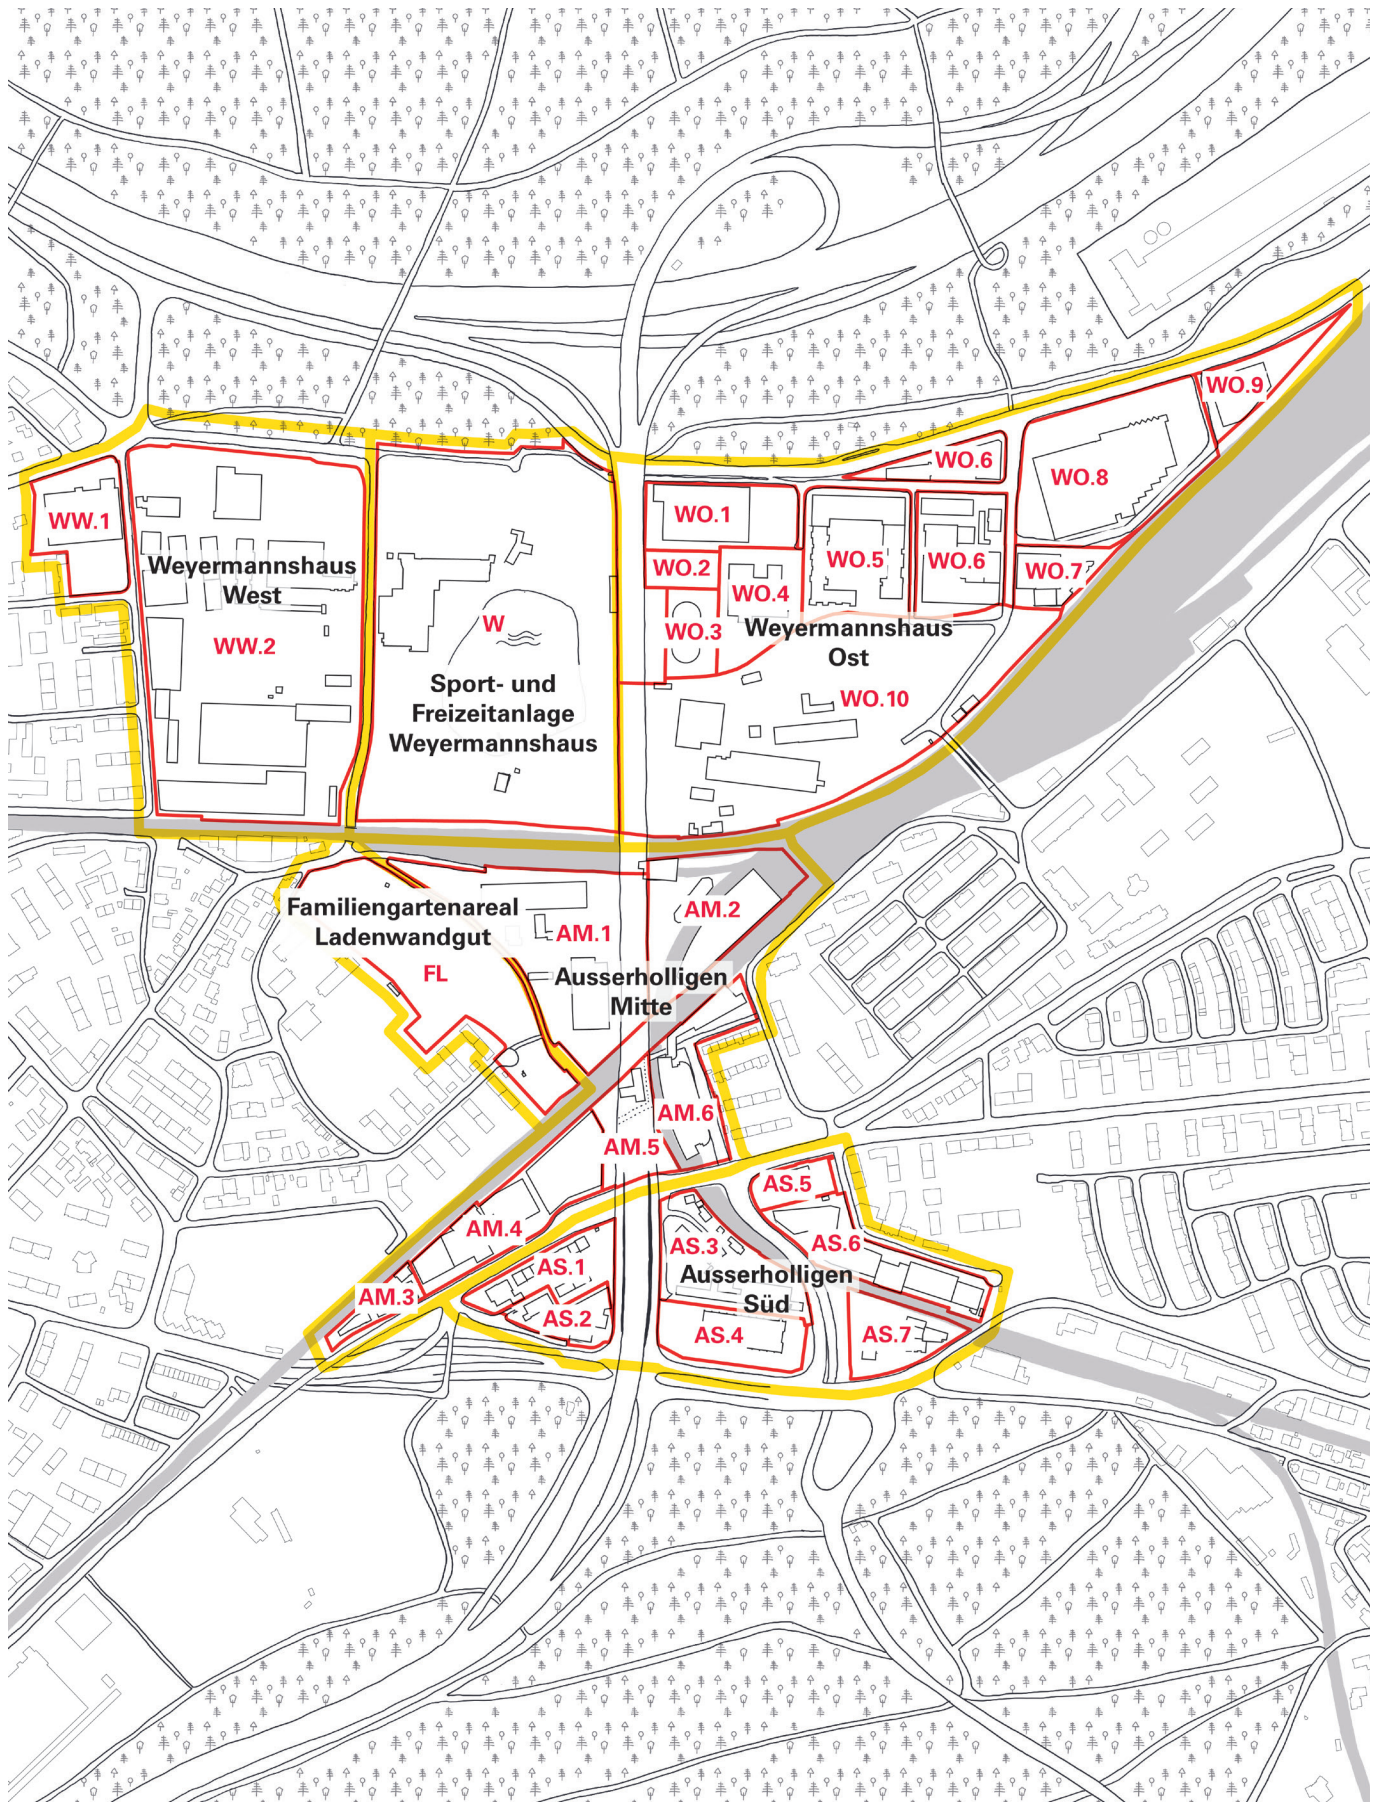 WO.9
WO.6
WO.8
WW.1
WO.1
Weyermannshaus
West
WO.2
WO.5
WO.6
WO.7
WO.4
W
WO.3
Weyermannshaus
Ost
WW.2
Sport- und
Freizeitanlage
Weyermannshaus
WO.10
Familiengartenareal
Ladenwandgut
AM.2
AM.1
FL
Ausserholligen
Mitte
AM.6
AM.5
AS.5
AM.4
AS.3
AS.6
AS.1
Ausserholligen
Süd
AM.3
AS.2
AS.4
AS.7